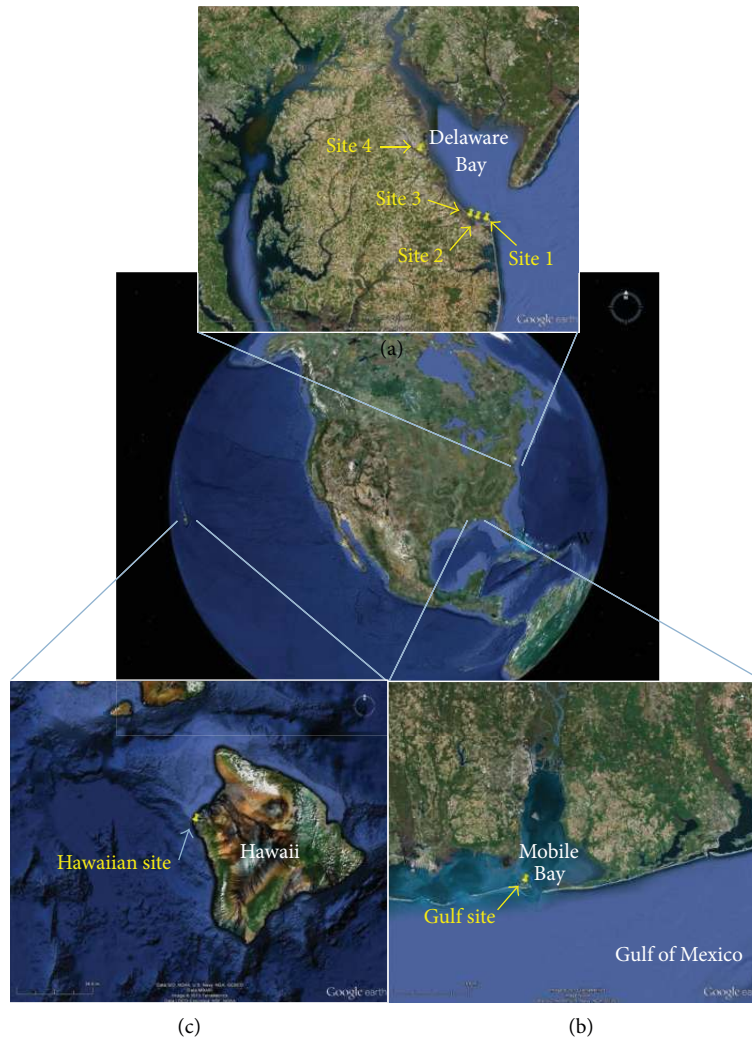 Site 4
Delaware
Bay
Site 3
Site 2
Site 1
Google earth
(a)
N
W
Hawaiian site
Hawaii
Google earth
(c)
Mobile
Bay
Gulf site
Gulf of Mexico
Google earth
(b)